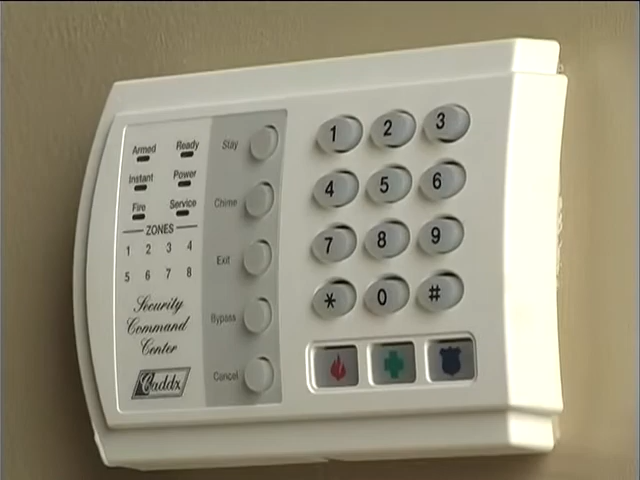 Armed Ready
Instant Power
Fire Service
ZONES
1 2 3 4
5 6 7 8
Security
Command
Center
Caddx
Stay
Chime
Exit
Bypass
Cancel
1 2 3
4 5 6
7 8 9
* 0 #